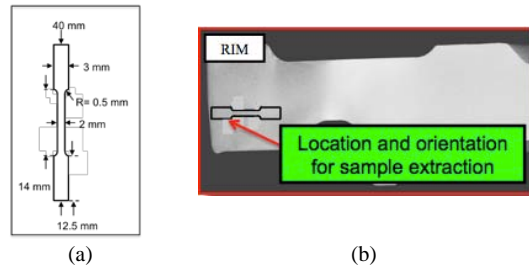 (a)
40 mm
3 mm
R= 0.5 mm
2 mm
14 mm
12.5 mm
(b)
RIM
Location and orientation
for sample extraction